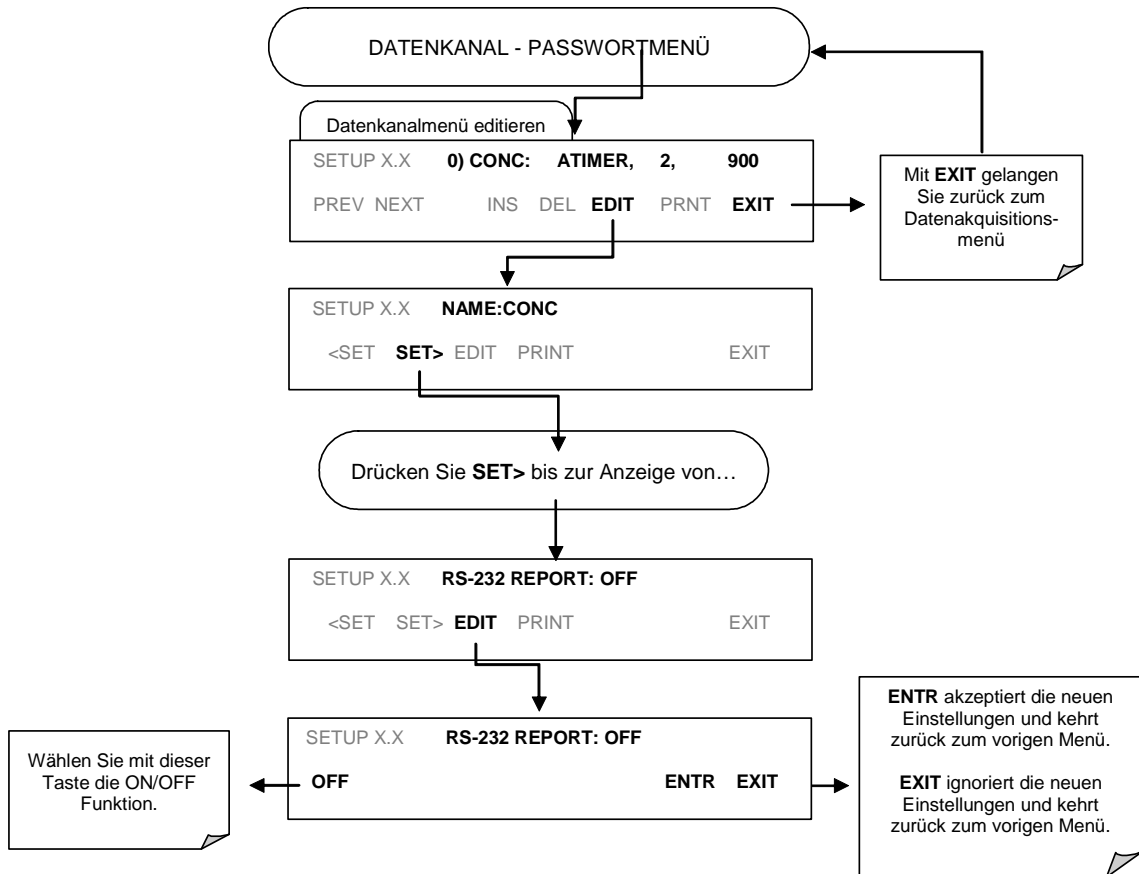 DATENKANAL - PASSWORTMENÜ
Datenkanalmenü editieren
SETUP X.X 0) CONC: ATIMER, 2, 900
PREV NEXT INS DEL EDIT PRNT EXIT
Mit EXIT gelangen
Sie zurück zum
Datenakquisitions-
menü
SETUP X.X NAME:CONC
<SET SET> EDIT PRINT EXIT
Drücken Sie SET> bis zur Anzeige von…
SETUP X.X RS-232 REPORT: OFF
<SET SET> EDIT PRINT EXIT
SETUP X.X RS-232 REPORT: OFF
OFF ENTR EXIT
Wählen Sie mit dieser
Taste die ON/OFF
Funktion.
ENTR akzeptiert die neuen
Einstellungen und kehrt
zurück zum vorigen Menü.
EXIT ignoriert die neuen
Einstellungen und kehrt
zurück zum vorigen Menü.